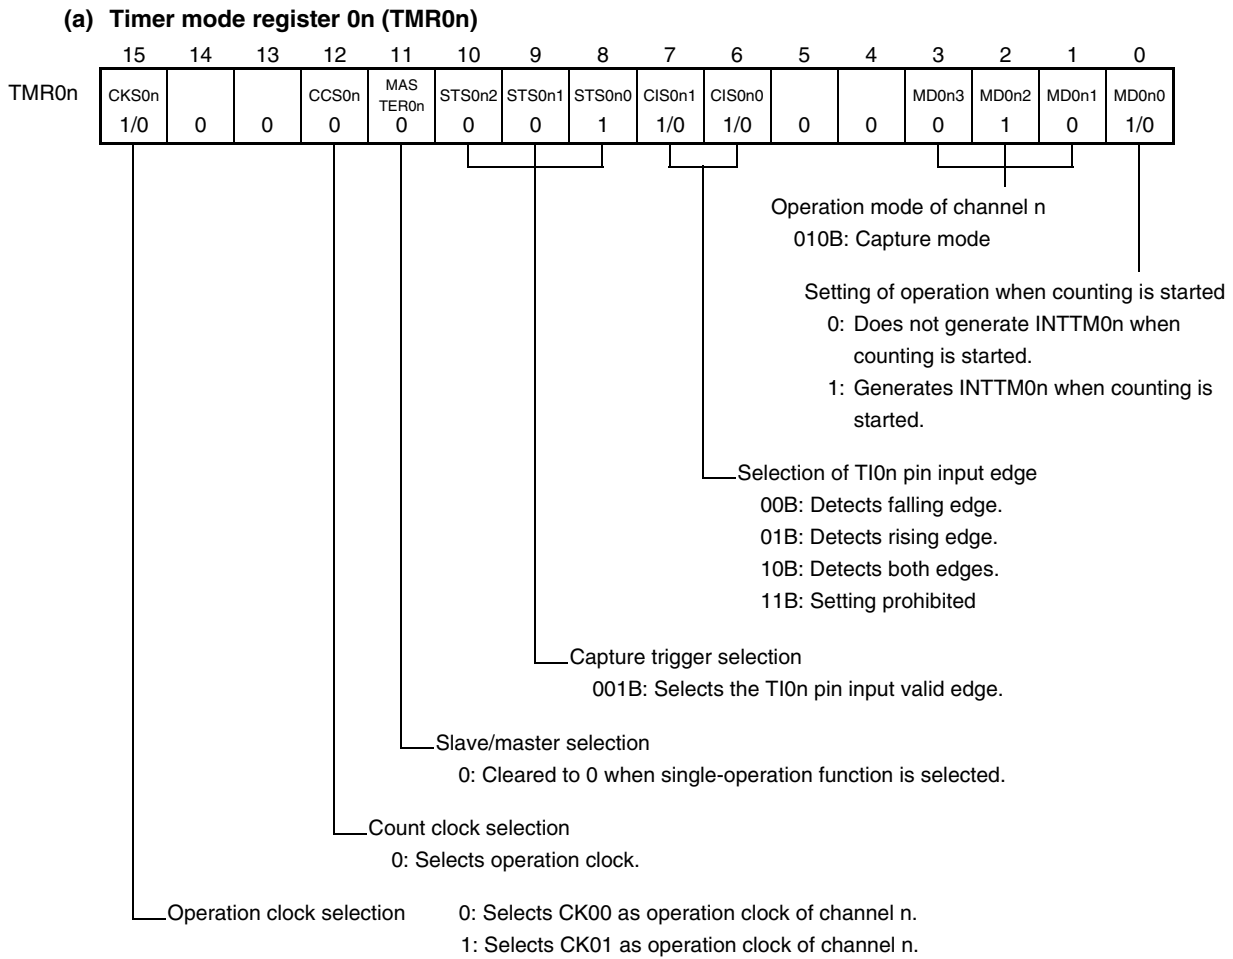 (a) Timer mode register 0n (TMR0n)
15 14 13 12 11 10 9 8 7 6 5 4 3 2 1 0
TMR0n CKS0n CCS0n MAS STS0n2 STS0n1 STS0n0 CIS0n1 CIS0n0 MD0n3 MD0n2 MD0n1 MD0n0
TER0n
1/0 0 0 0 0 0 0 1 1/0 1/0 0 0 0 1 0 1/0
Operation mode of channel n
010B: Capture mode
Setting of operation when counting is started
0: Does not generate INTTM0n when
counting is started.
1: Generates INTTM0n when counting is
started.
Selection of TI0n pin input edge
00B: Detects falling edge.
01B: Detects rising edge.
10B: Detects both edges.
11B: Setting prohibited
Capture trigger selection
001B: Selects the TI0n pin input valid edge.
Slave/master selection
0: Cleared to 0 when single-operation function is selected.
Count clock selection
0: Selects operation clock.
Operation clock selection 0: Selects CK00 as operation clock of channel n.
1: Selects CK01 as operation clock of channel n.